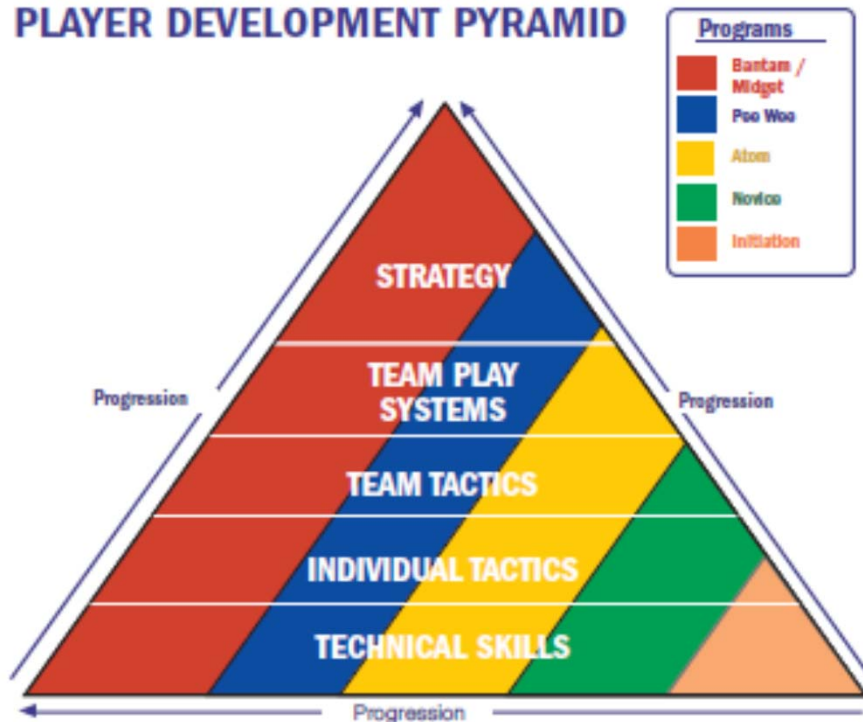 PLAYER DEVELOPMENT PYRAMID
Programs
Bantam /
Midget
Pee Wee
Atom
Novice
Initiation
STRATEGY
TEAM PLAY
SYSTEMS
Progression
Progression
TEAM TACTICS
INDIVIDUAL TACTICS
TECHNICAL SKILLS
Progression